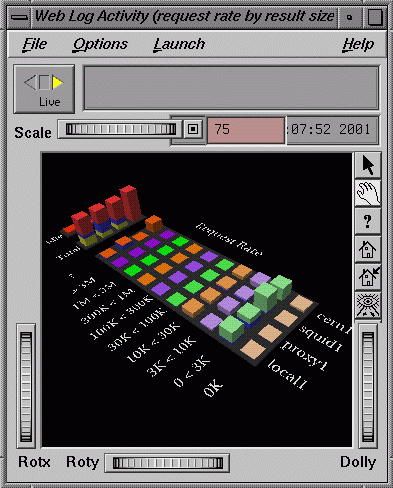 Web Log Activity (request rate by result size
File Options Launch Help
Live
Scale 75 :07:52 2001
Request Rate
Total
?
> 3M
1M < 3M
300K < 1M
100K < 300K
30K < 100K
10K < 30K
3K < 10K
0 < 3K
0K
squid1
proxy1
local1
?
Rotx Roty Dolly